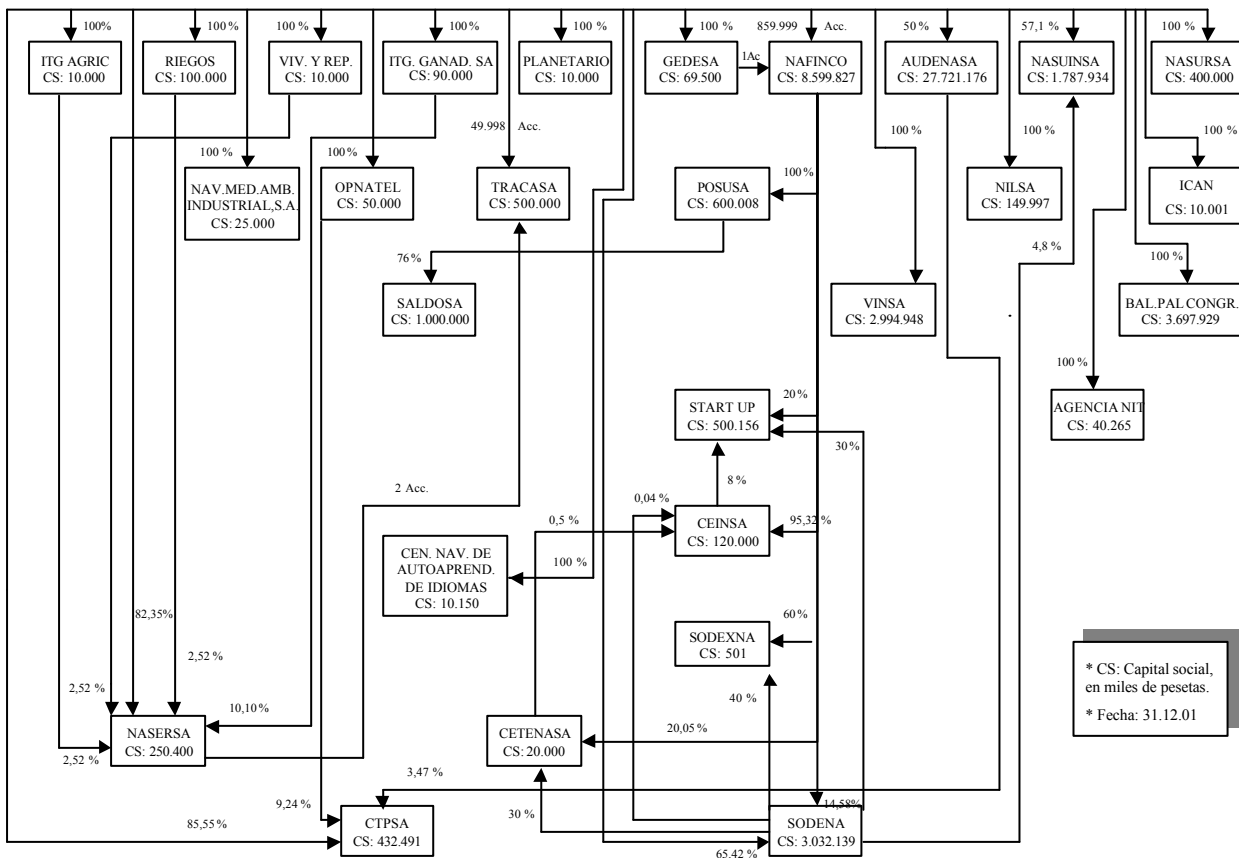 100%
100 %
100 %
100 %
100 %
100 %
859.999 Acc.
50 %
57,1 %
100 %
ITG AGRIC
CS: 10.000
RIEGOS
CS: 100.000
VIV. Y REP.
CS: 10.000
ITG. GANAD. SA
CS: 90.000
PLANETARIO
CS: 10.000
GEDESA
CS: 69.500
1Ac
NAFINCO
CS: 8.599.827
AUDENASA
CS: 27.721.176
NASUINSA
CS: 1.787.934
NASURSA
CS: 400.000
49.998 Acc.
100 %
100%
100 %
100 %
100 %
NAV.MED.AMB.
INDUSTRIAL,S.A.
CS: 25.000
OPNATEL
CS: 50.000
TRACASA
CS: 500.000
POSUSA
CS: 600.008
100%
NILSA
CS: 149.997
ICAN
CS: 10.001
76%
4,8 %
100 %
SALDOSA
CS: 1.000.000
VINSA
CS: 2.994.948
BAL.PAL CONGR.
CS: 3.697.929
100 %
AGENCIA NIT
CS: 40.265
START UP
CS: 500.156
20 %
30 %
8 %
2 Acc.
0,04 %
0,5 %
CEINSA
CS: 120.000
95,32 %
CEN. NAV. DE
AUTOAPREND.
DE IDIOMAS
CS: 10.150
100 %
82,35%
2,52 %
SODEXNA
CS: 501
60 %
40 %
* CS: Capital social,
en miles de pesetas.
* Fecha: 31.12.01
2,52 %
10,10%
NASERSA
CS: 250.400
2,52 %
CETENASA
CS: 20.000
20,05%
3,47 %
9,24 %
85,55%
CTPSA
CS: 432.491
30 %
14,58%
SODENA
CS: 3.032.139
65.42 %